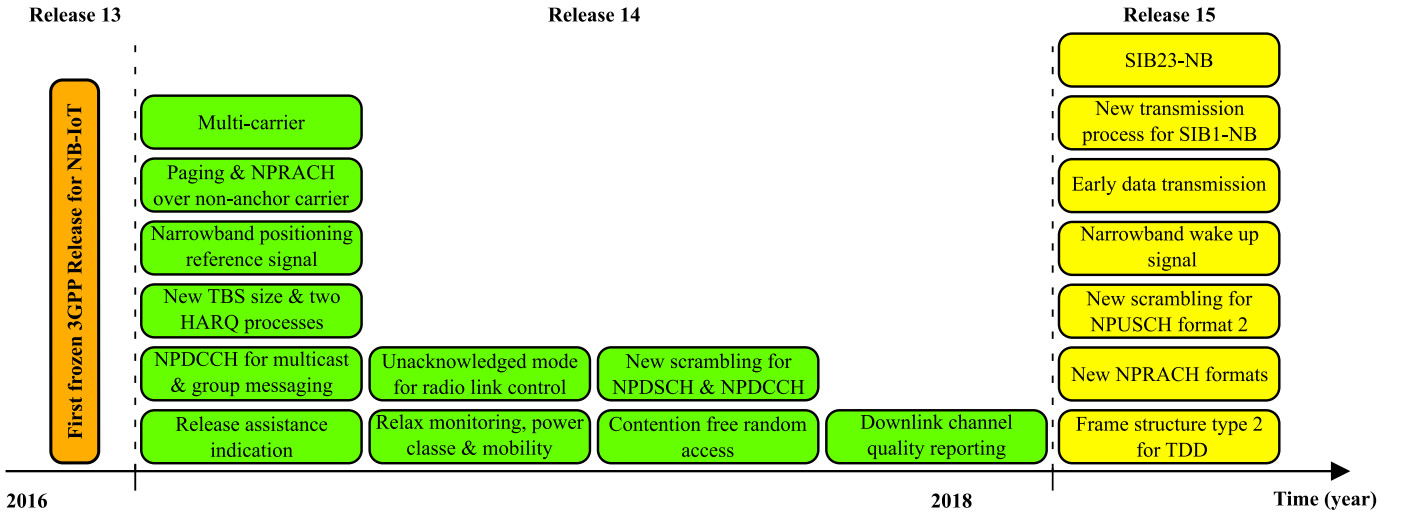 Release 13
Release 14
Release 15
First frozen 3GPP Release for NB-IoT
Multi-carrier
Paging & NPRACH
over non-anchor carrier
Narrowband positioning
reference signal
New TBS size & two
HARQ processes
NPDCCH for multicast
& group messaging
Release assistance
indication
Unacknowledged mode
for radio link control
Relax monitoring, power
classe & mobility
New scrambling for
NPDSCH & NPDCCH
Contention free random
access
Downlink channel
quality reporting
SIB23-NB
New transmission
process for SIB1-NB
Early data transmission
Narrowband wake up
signal
New scrambling for
NPUSCH format 2
New NPRACH formats
Frame structure type 2
for TDD
2016
2018
Time (year)